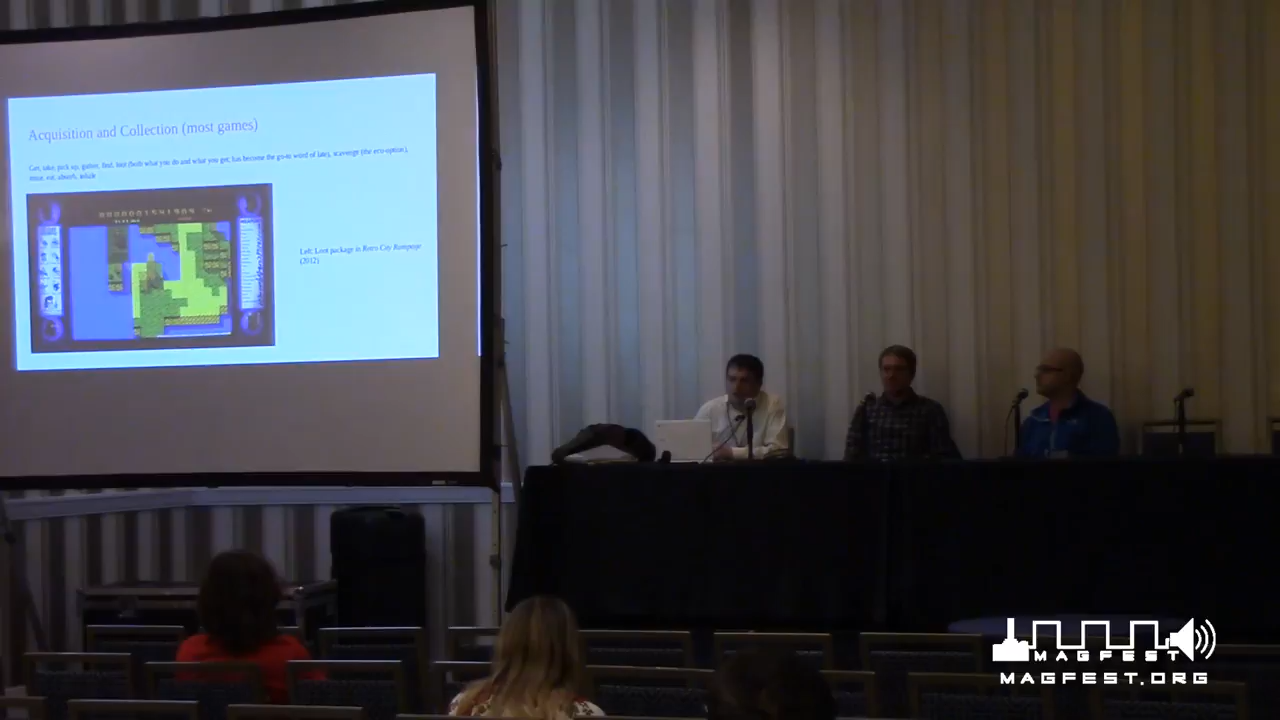 Acquisition and Collection (most games)
Get, take, pick up, gather, find, loot (both what you do and what you get; has become the go-to word of late), scavenge (the eco-option),
eat, absorb, inhale
Left: Loot package in Retro City Rampage
(2012)
MAGFEST
MAGFEST.ORG